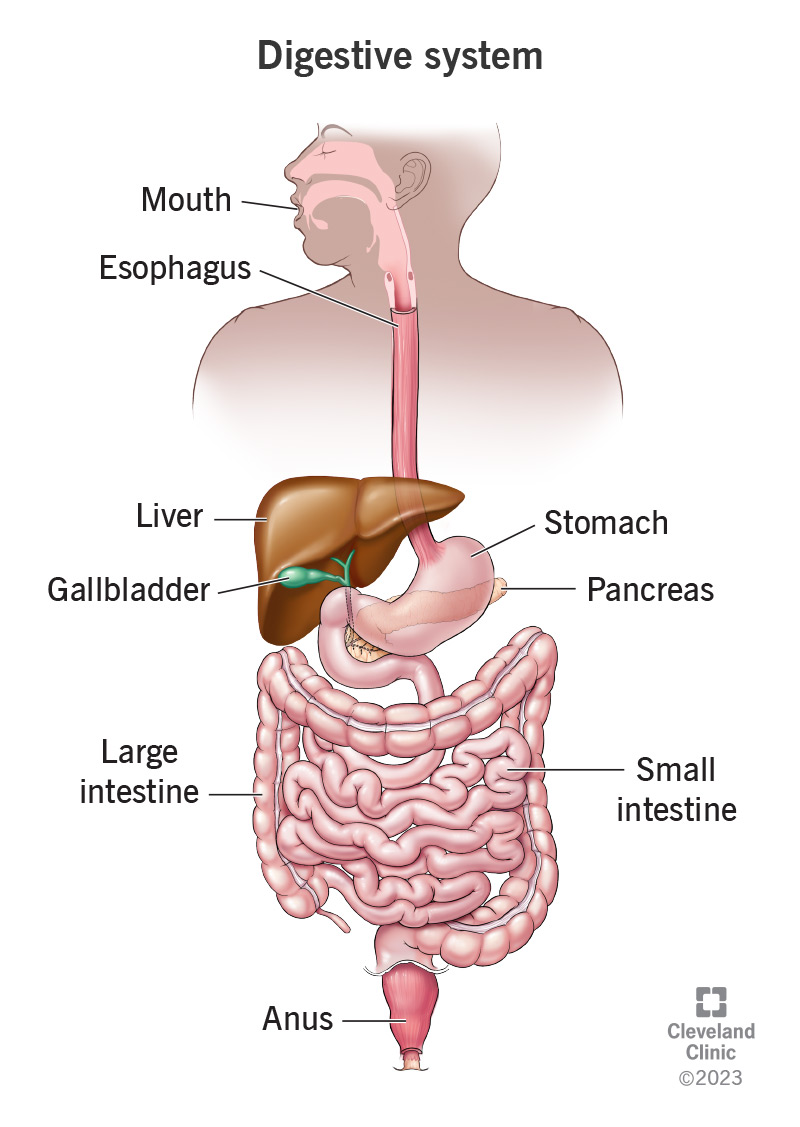 Digestive system
Mouth
Esophagus
Liver
Stomach
Gallbladder
Pancreas
Large
intestine
Small
intestine
Anus
Cleveland
Clinic
©2023